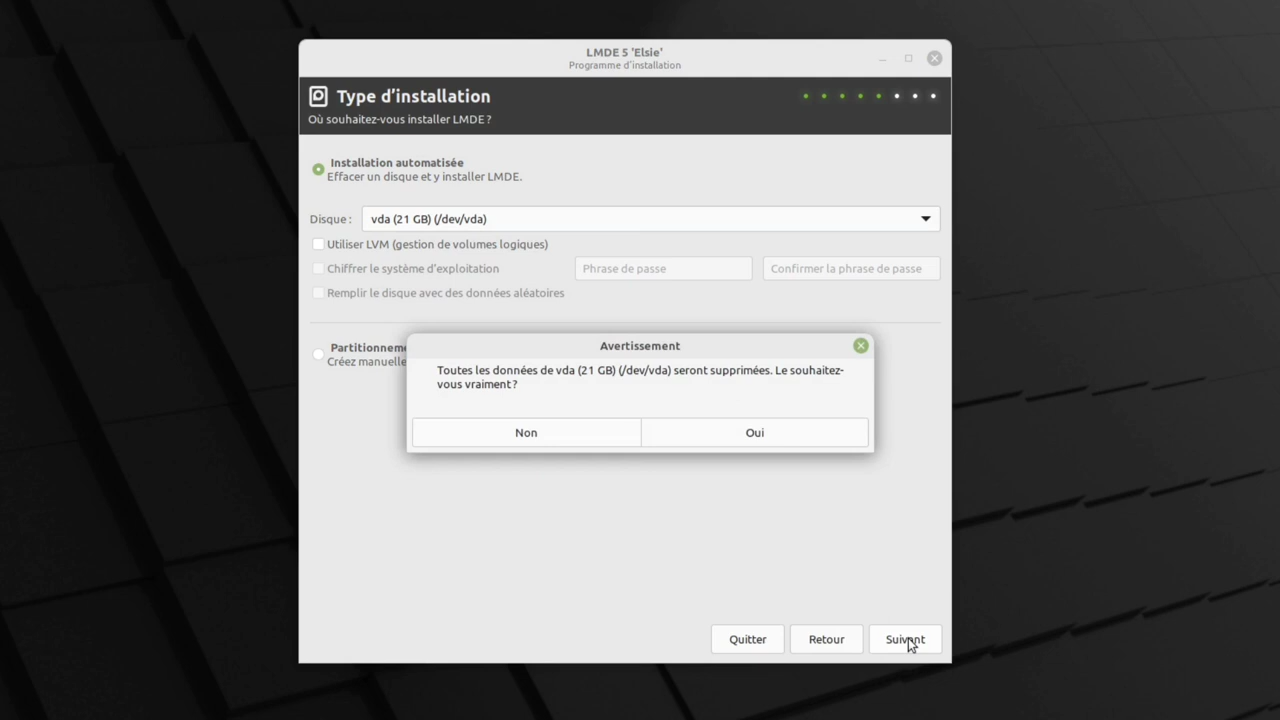 LMDE 5 'Elsie'
Programme d'installation
Type d'installation
Où souhaitez-vous installer LMDE ?
Installation automatisée
Effacer un disque et y installer LMDE.
Disque : vda (21 GB) (/dev/vda)
Utiliser LVM (gestion de volumes logiques)
Chiffrer le système d'exploitation Phrase de passe Confirmer la phrase de passe
Remplir le disque avec des données aléatoires
Partitionneme
Créez manuelle
Avertissement
Toutes les données de vda (21 GB) (/dev/vda) seront supprimées. Le souhaitez-
vous vraiment ?
Non Oui
Quitter Retour Suivant